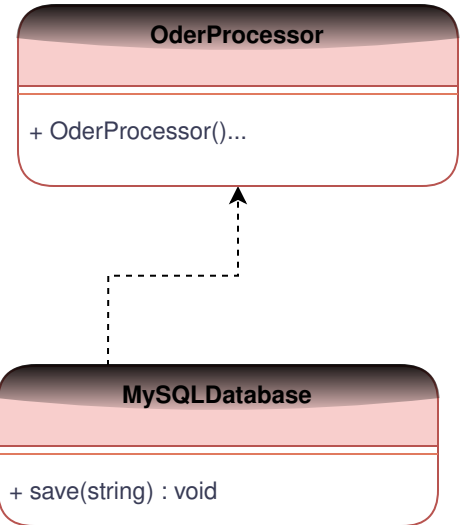 OderProcessor
+ OderProcessor()...
MySQLDatabase
+ save(string) : void